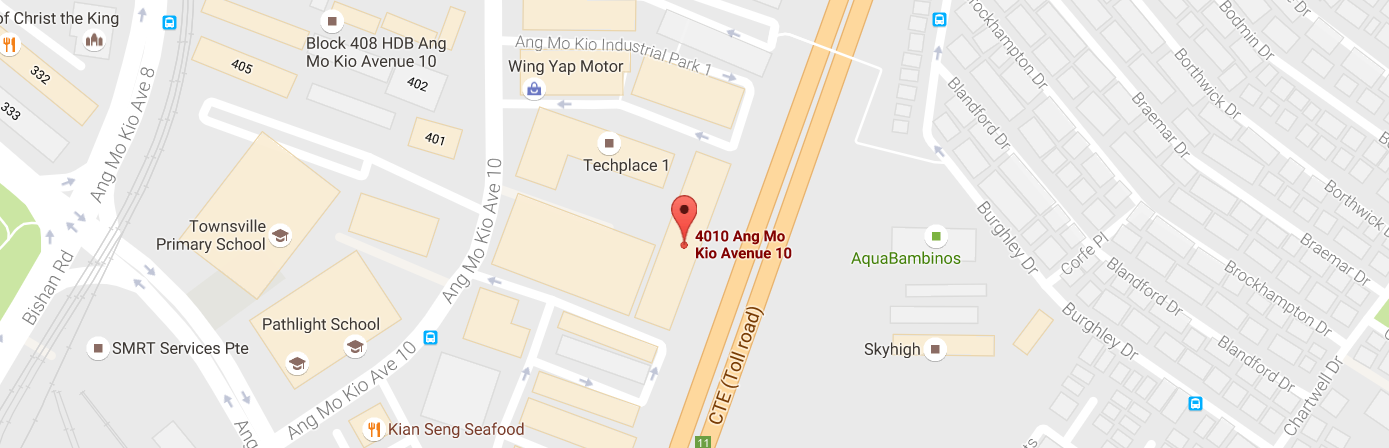 of Christ the King
332
333
405
Block 408 HDB Ang
Mo Kio Avenue 10
402
401
Ang Mo Kio Ave 8
Ang Mo Kio Industrial Park 1
Wing Yap Motor
Techplace 1
Ang Mo Kio Ave 10
Townsville
Primary School
Bishan Rd
Pathlight School
SMRT Services Pte
Ang Mo Kio Ave 10
Ang
Kian Seng Seafood
4010 Ang Mo
Kio Avenue 10
CTE (Toll road)
11
AquaBambinos
Skyhigh
Brockhampton Dr
Bodmin Dr
Borthwick Dr
Blandford Dr
Braemar Dr
Borthwick Dr
Burghley Dr
Corfe Pl
Blandford Dr
Braemar Dr
Brockhampton Dr
Burghley Dr
Blandford Dr
Chartwell Dr